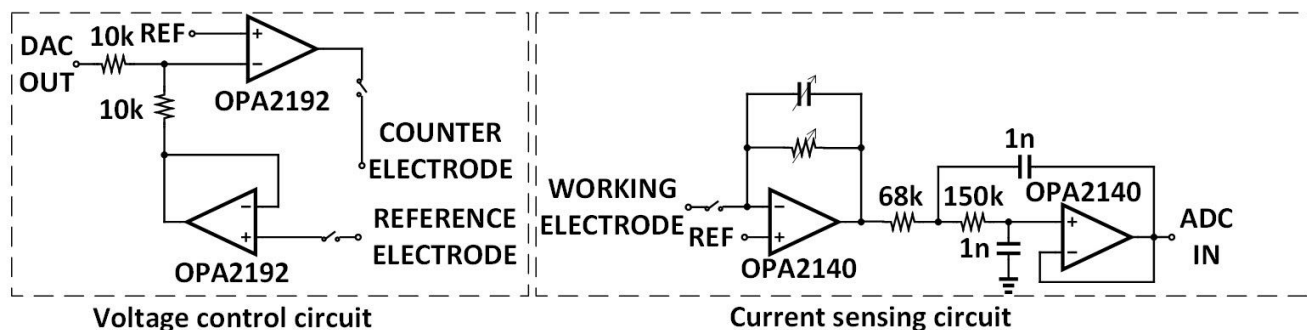 DAC
OUT
10k
REF
+
−
OPA2192
10k
COUNTER
ELECTRODE
−
+
OPA2192
REFERENCE
ELECTRODE
Voltage control circuit
WORKING
ELECTRODE
REF
−
+
OPA2140
68k
150k
1n
1n
OPA2140
+
−
ADC
IN
Current sensing circuit